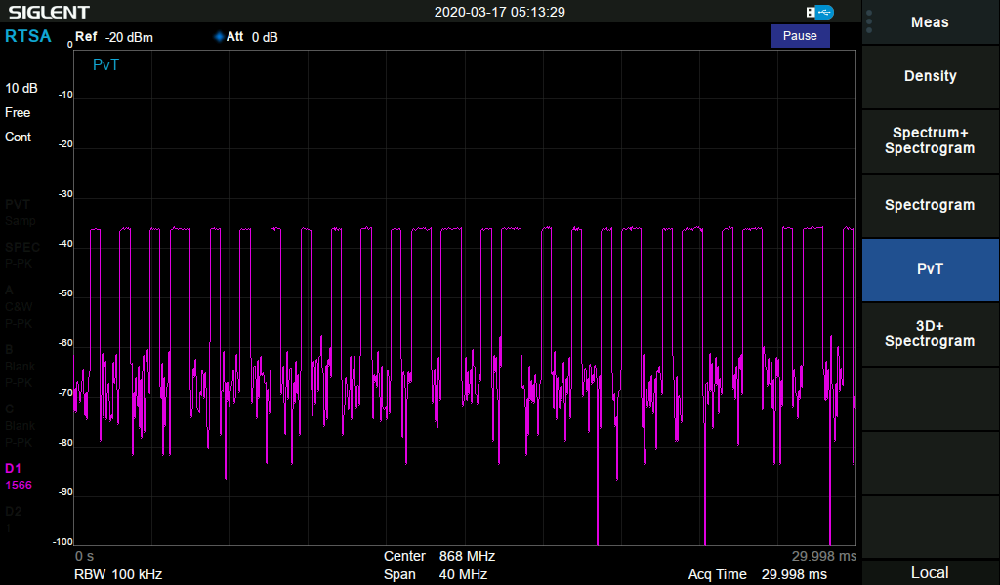 SIGLENT 2020-03-17 05:13:29 Meas
RTSA Ref -20 dBm Att 0 dB Pause
PvT
0
-10
-20
-30
-40
-50
-60
-70
-80
-90
-100
10 dB
Free
Cont
PVT
Samp
SPEC
P-PK
A
C&W
P-PK
B
Blank
P-PK
C
Blank
P-PK
D1
1566
D2
1
0 s Center 868 MHz 29.998 ms
RBW 100 kHz Span 40 MHz Acq Time 29.998 ms
Density
Spectrum+
Spectrogram
Spectrogram
PvT
3D+
Spectrogram
Local